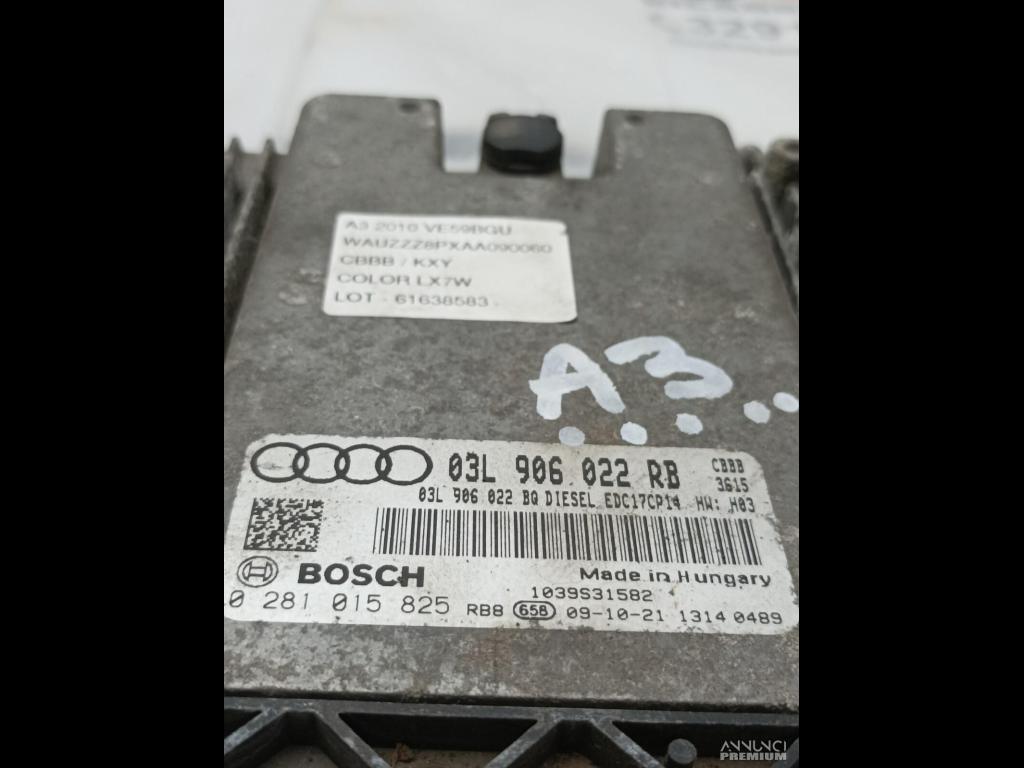 A3 2010 VE59BGU
WAUZZZ8PXAA090060
CBBB / KXY
COLOR LX7W
LOT - 61638583
A3...
03L 906 022 RB
CBBB
3615
03L 906 022 BQ DIESEL EDC17CP14 HW: H03
BOSCH
Made in Hungary
1039S31582
0 281 015 825 RB8 658 09-10-21 1314 0489
ANNUNCI
PREMIUM